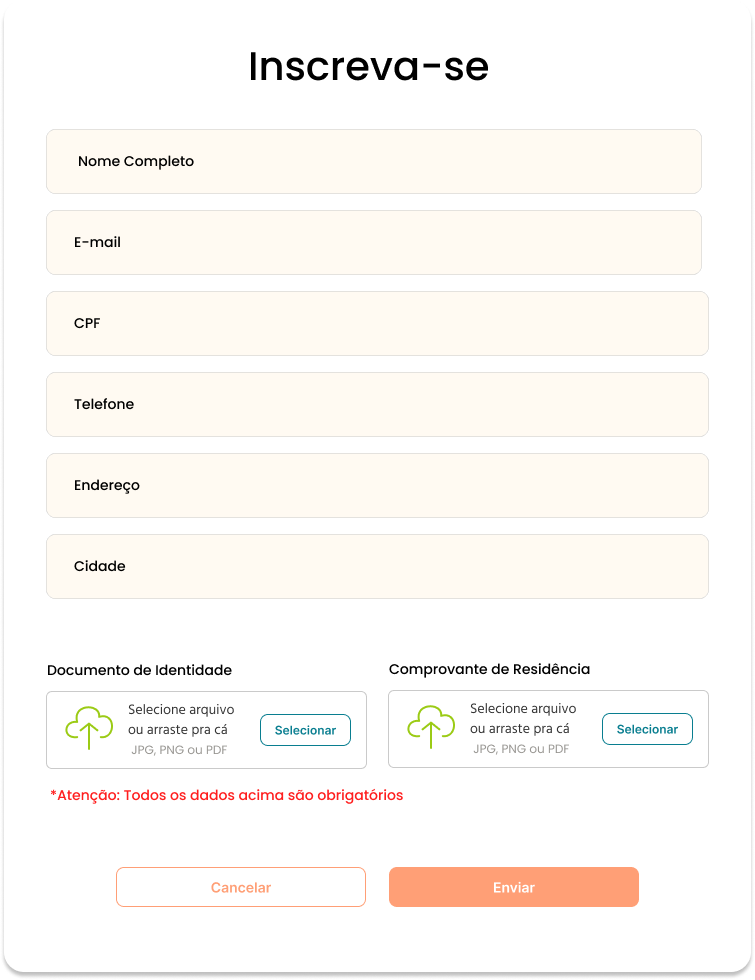 Inscreva-se
Nome Completo
E-mail
CPF
Telefone
Endereço
Cidade
Documento de Identidade
Selecione arquivo
ou arraste pra cá
JPG, PNG ou PDF
Selecionar
Comprovante de Residência
Selecione arquivo
ou arraste pra cá
JPG, PNG ou PDF
Selecionar
*Atenção: Todos os dados acima são obrigatórios
Cancelar
Enviar